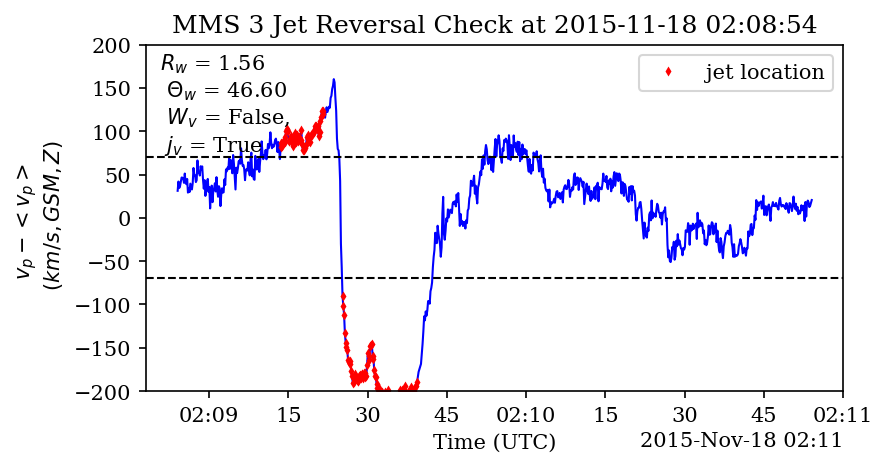 MMS 3 Jet Reversal Check at 2015-11-18 02:08:54
R_w = 1.56
Θ_w = 46.60
W_v = False,
j_v = True
jet location
200
150
100
50
0
−50
−100
−150
−200
v_p − < v_p >
(km/s, GSM, Z)
02:09 15 30 45 02:10 15 30 45 02:11
Time (UTC)
2015-Nov-18 02:11